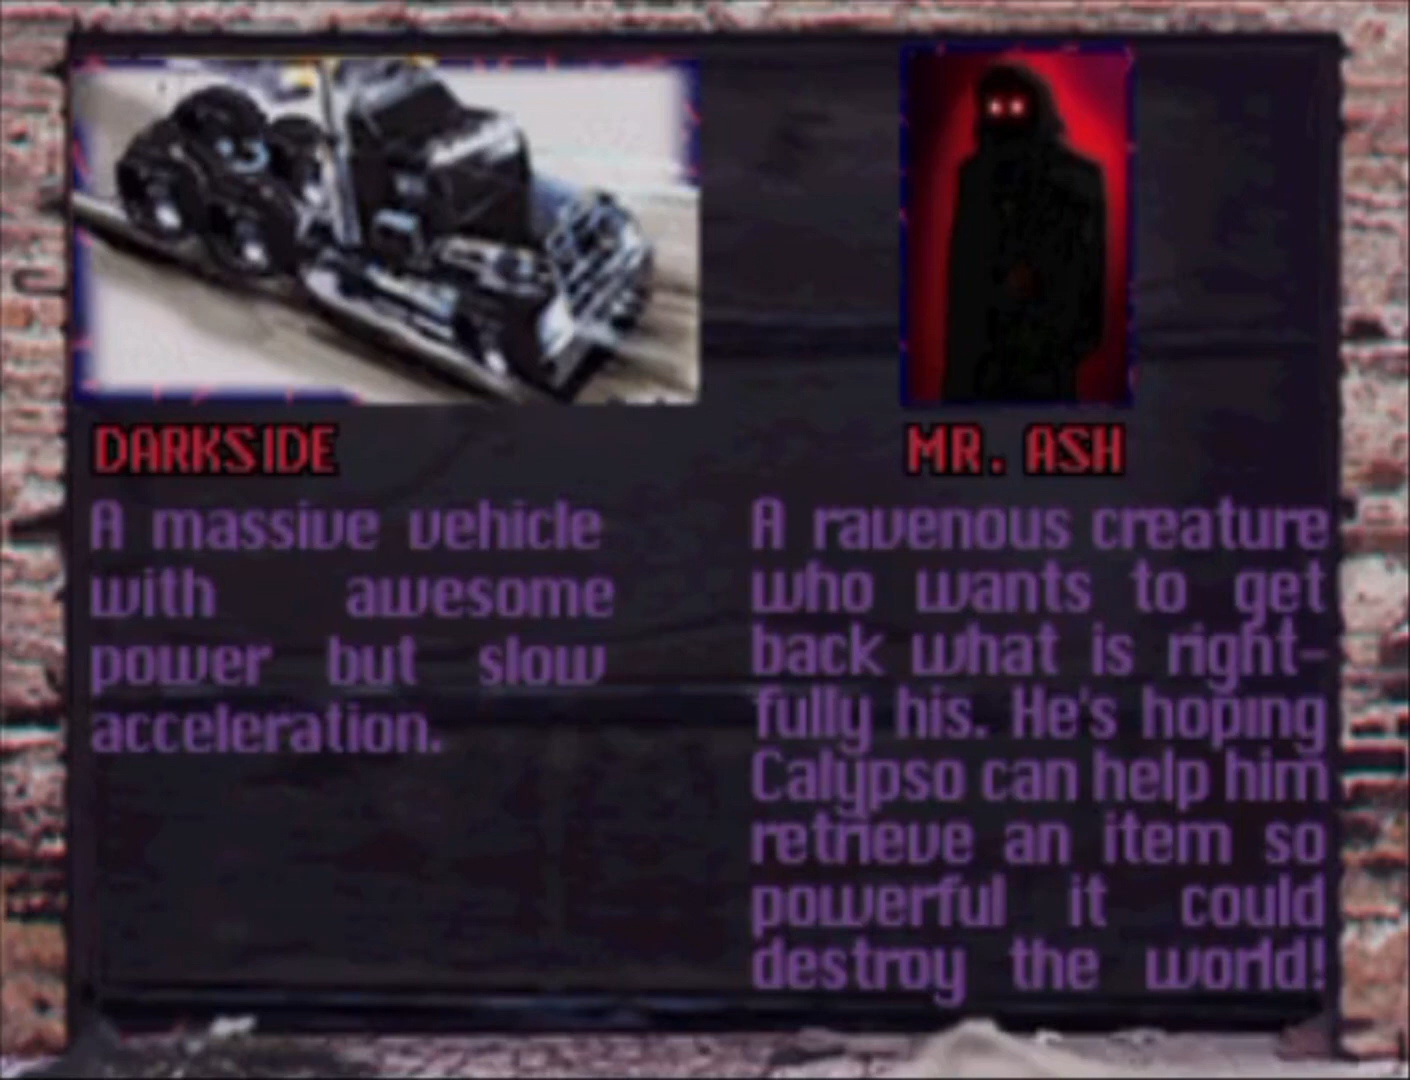 DARKSIDE
A massive vehicle
with awesome
power but slow
acceleration.
MR. ASH
A ravenous creature
who wants to get
back what is right-
fully his. He's hoping
Calypso can help him
retrieve an item so
powerful it could
destroy the world!